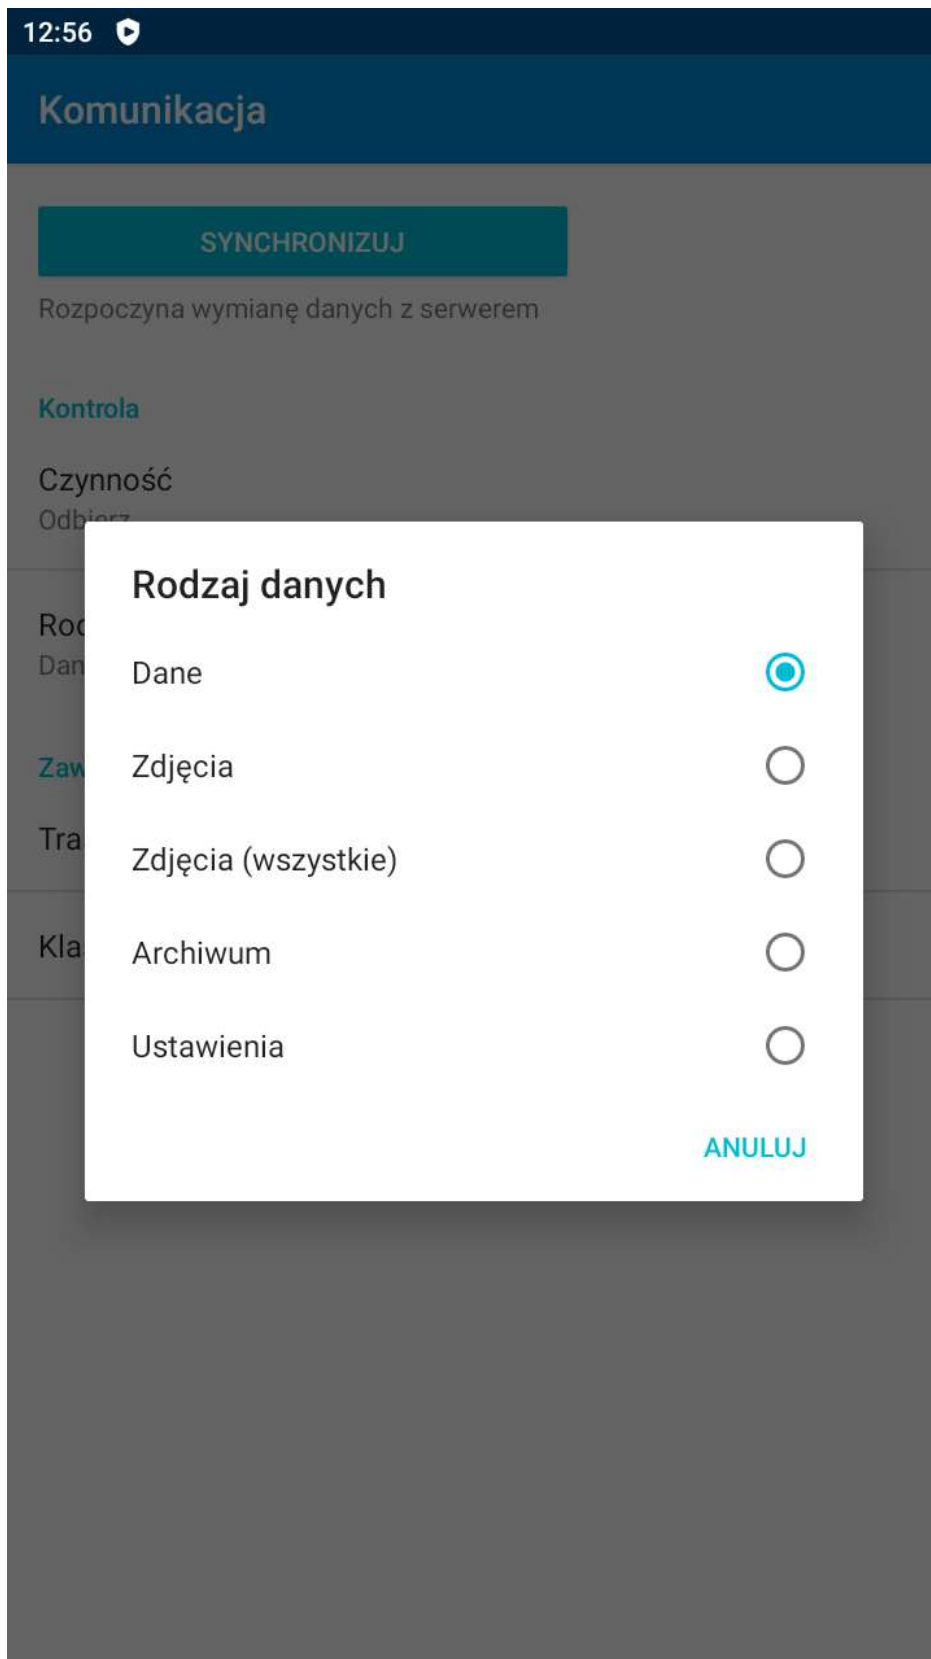 12:56
Komunikacja
SYNCHRONIZUJ
Rozpoczyna wymianę danych z serwerem
Kontrola
Czynność
Odbierz
Rodzaj danych
Dane
Zdjęcia
Zdjęcia (wszystkie)
Archiwum
Ustawienia
ANULUJ